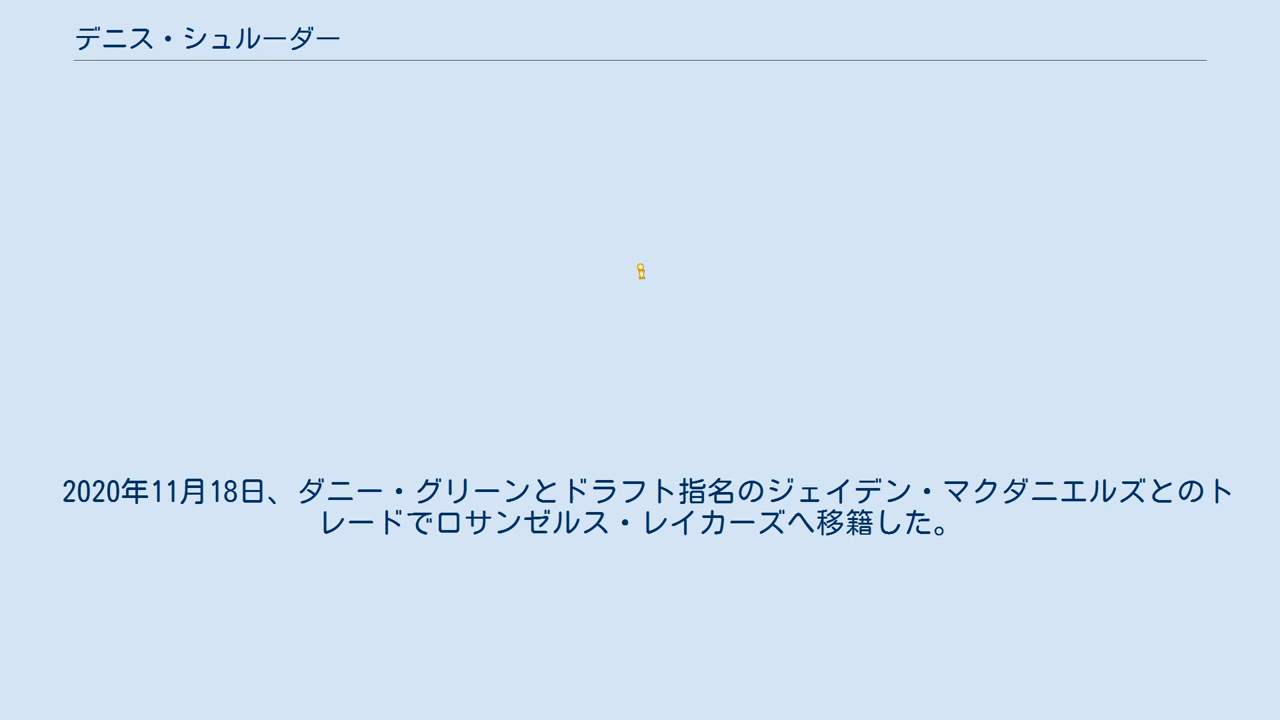 デニス・シュルーダー
2020年11月18日、ダニー・グリーンとドラフト指名のジェイデン・マクダニエルズとのト
レードでロサンゼルス・レイカーズへ移籍した。